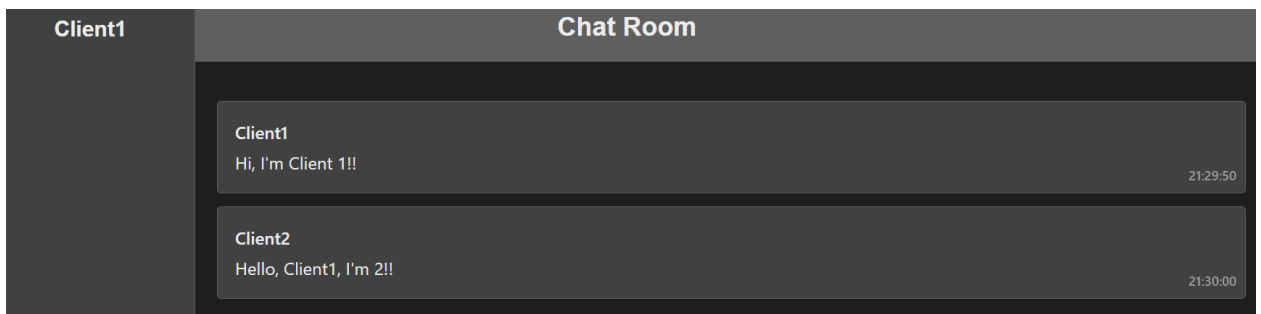 Client1
Chat Room
Client1
Hi, I'm Client 1!!
21:29:50
Client2
Hello, Client1, I'm 2!!
21:30:00